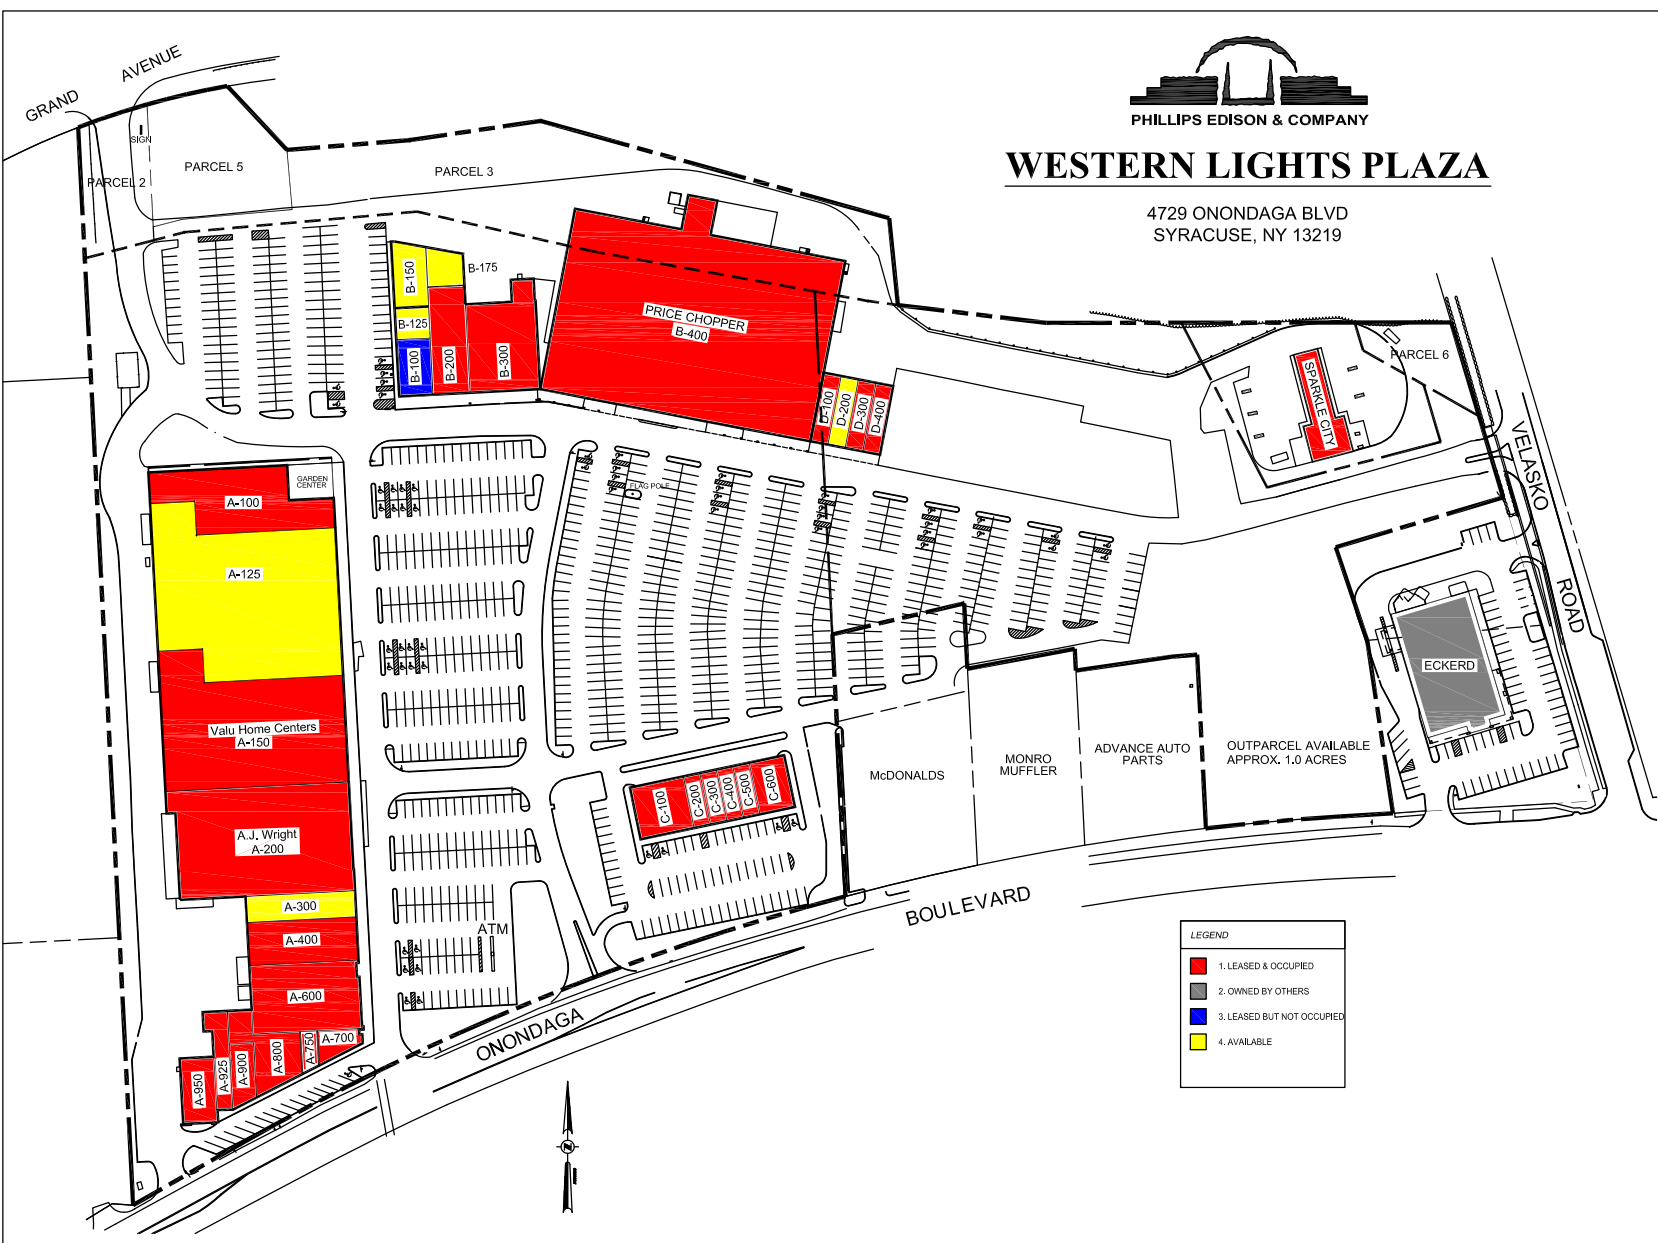 PHILLIPS EDISON & COMPANY
WESTERN LIGHTS PLAZA
4729 ONONDAGA BLVD
SYRACUSE, NY 13219
GRAND AVENUE
SIGN
PARCEL 2
PARCEL 5
PARCEL 3
B-150
B-175
B-125
B-100
B-200
B-300
PRICE CHOPPER
B-400
D-100
D-200
D-300
D-400
SPARKLE CITY
PARCEL 6
VELASKO ROAD
GARDEN
CENTER
A-100
A-125
Valu Home Centers
A-150
A.J. Wright
A-200
A-300
A-400
A-600
A-700
A-750
A-800
A-900
A-925
A-950
FLAG POLE
ATM
C-100
C-200
C-300
C-400
C-500
C-600
McDONALDS
MONRO
MUFFLER
ADVANCE AUTO
PARTS
OUTPARCEL AVAILABLE
APPROX. 1.0 ACRES
ECKERD
ONONDAGA BOULEVARD
N
LEGEND
1. LEASED & OCCUPIED
2. OWNED BY OTHERS
3. LEASED BUT NOT OCCUPIED
4. AVAILABLE